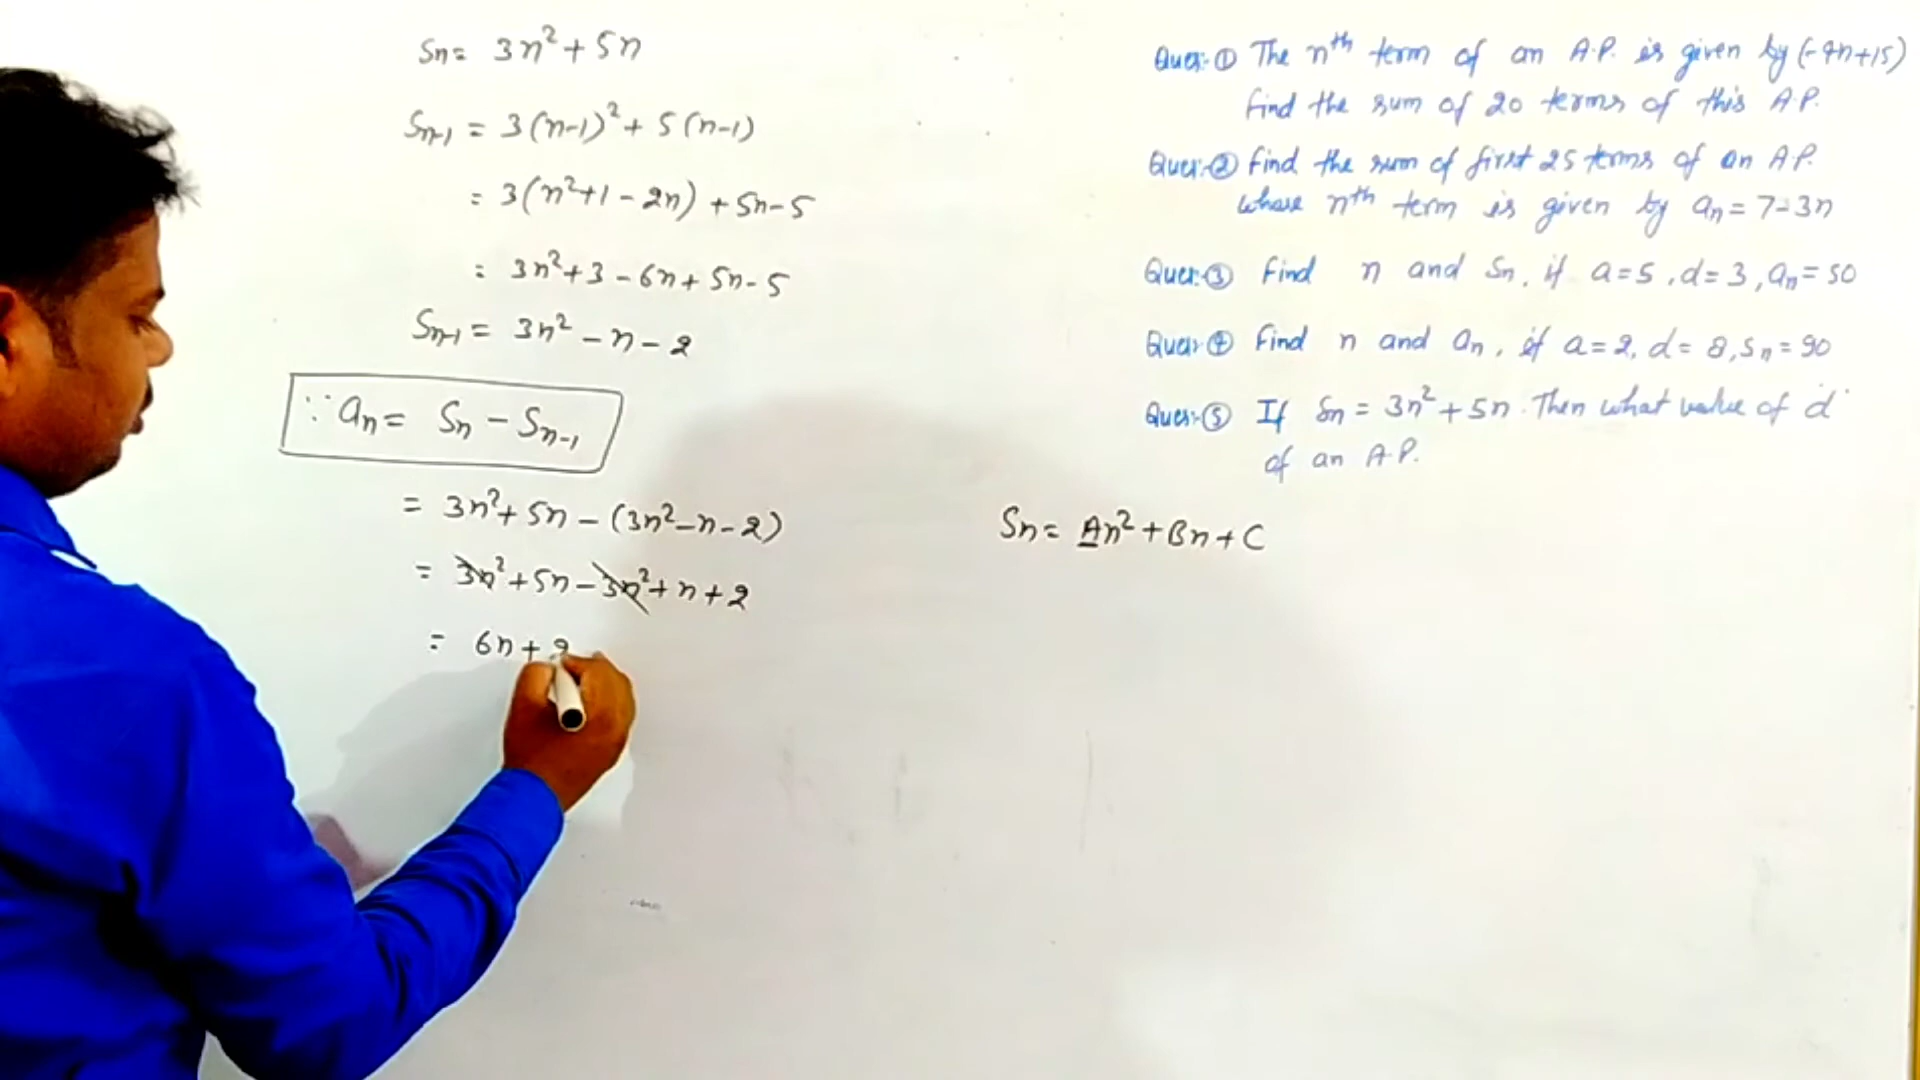 Sn = 3n²+5n
Sn-1 = 3(n-1)²+ 5(n-1)
= 3(n²+1-2n) + 5n-5
= 3n²+3-6n+5n-5
Sn-1 = 3n²-n-2
∵ an = Sn - Sn-1
= 3n²+5n-(3n²-n-2)
= 3n²+5n-3n²+n+2
= 6n+2
Ques:-① The nth term of an A.P. is given by (-4n+15)
find the sum of 20 terms of this A.P.
Ques:-② find the sum of first 25 terms of an A.P.
whose nth term is given by an = 7-3n
Ques:-③ find n and Sn, if a=5, d=3, an=50
Ques:-④ find n and an, if a=2, d=8, Sn=90
Ques:-⑤ If Sn = 3n²+5n. Then what value of 'd'
of an A.P.
Sn = An²+Bn+C